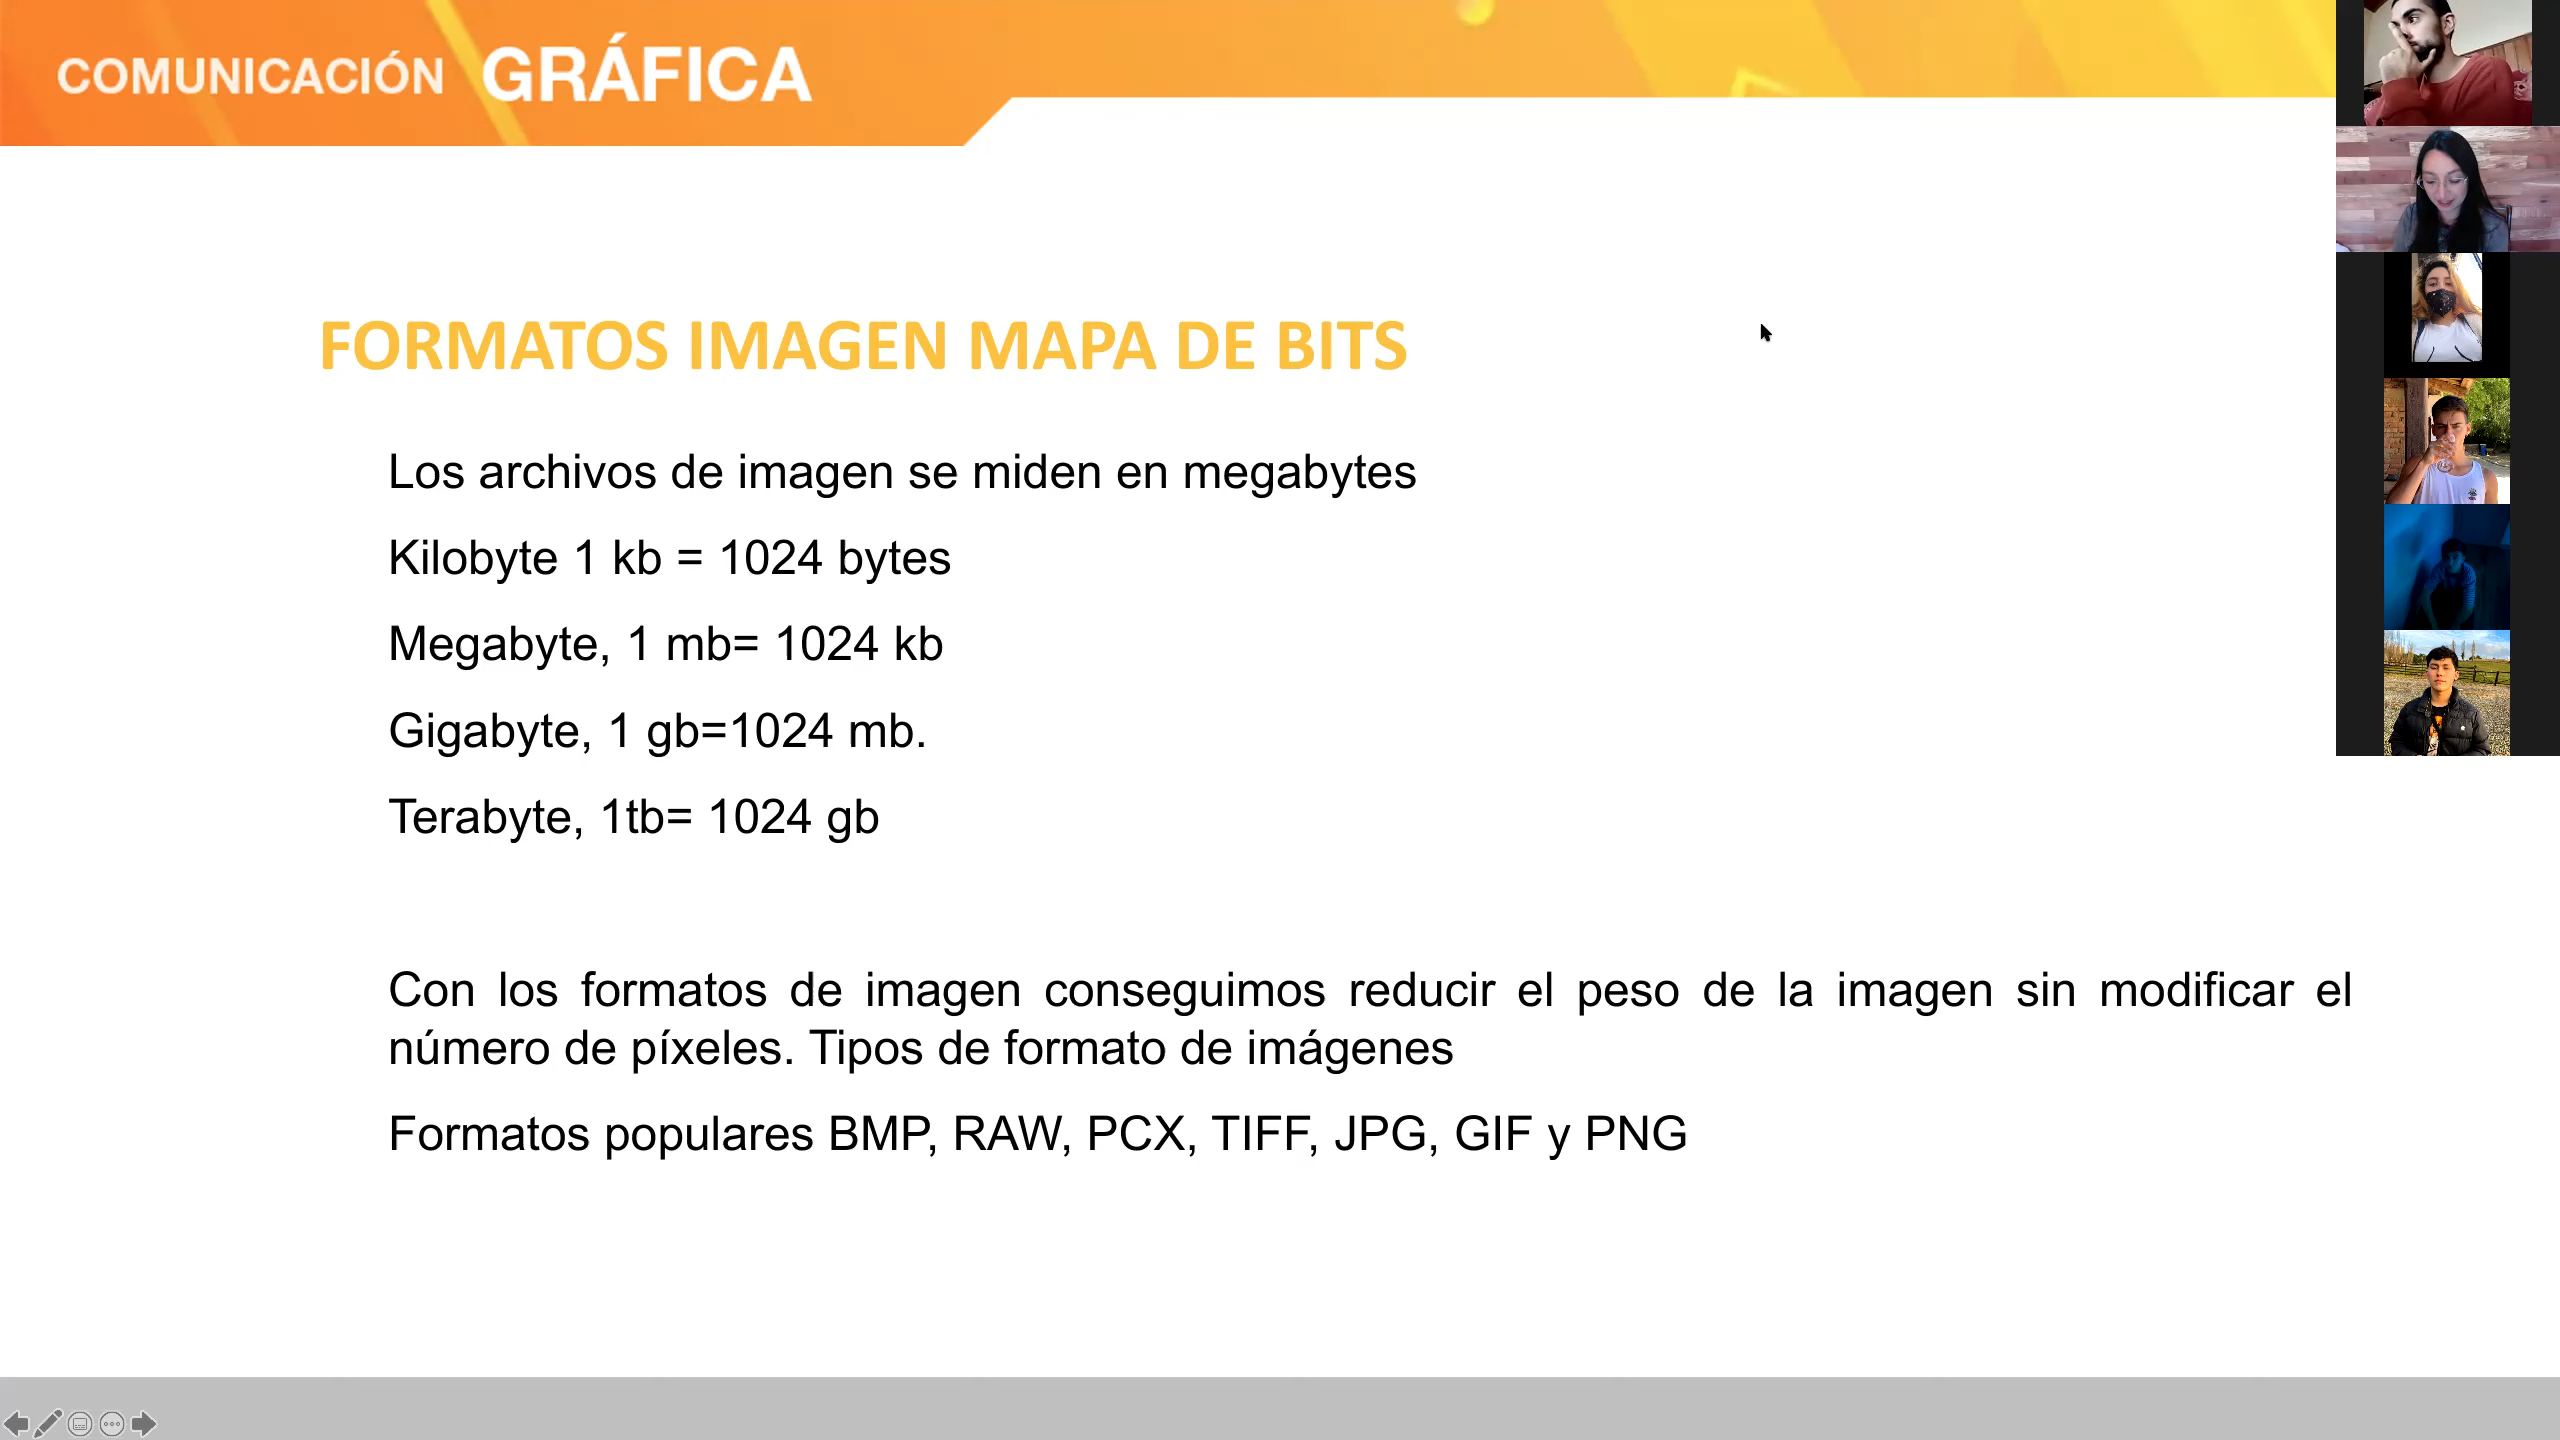 COMUNICACIÓN GRÁFICA
FORMATOS IMAGEN MAPA DE BITS
Los archivos de imagen se miden en megabytes
Kilobyte 1 kb = 1024 bytes
Megabyte, 1 mb= 1024 kb
Gigabyte, 1 gb=1024 mb.
Terabyte, 1tb= 1024 gb
Con los formatos de imagen conseguimos reducir el peso de la imagen sin modificar el
número de píxeles. Tipos de formato de imágenes
Formatos populares BMP, RAW, PCX, TIFF, JPG, GIF y PNG